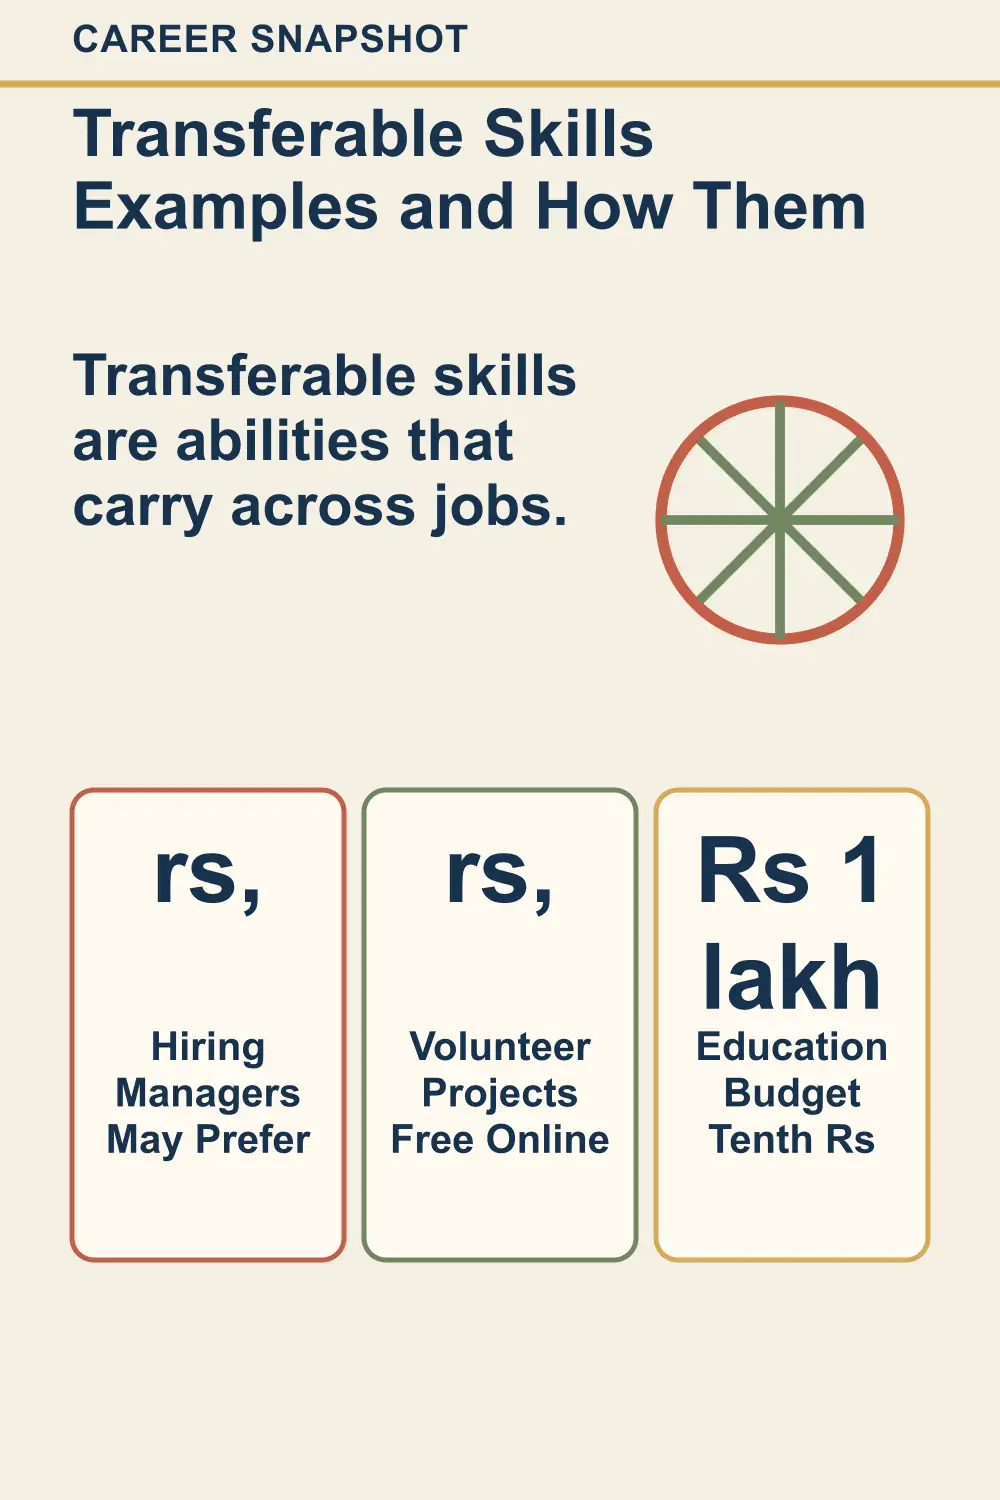 CAREER SNAPSHOT
Transferable Skills
Examples and How Them
Transferable skills
are abilities that
carry across jobs.
rs,
Hiring
Managers
May Prefer
rs,
Volunteer
Projects
Free Online
Rs 1
lakh
Education
Budget
Tenth Rs